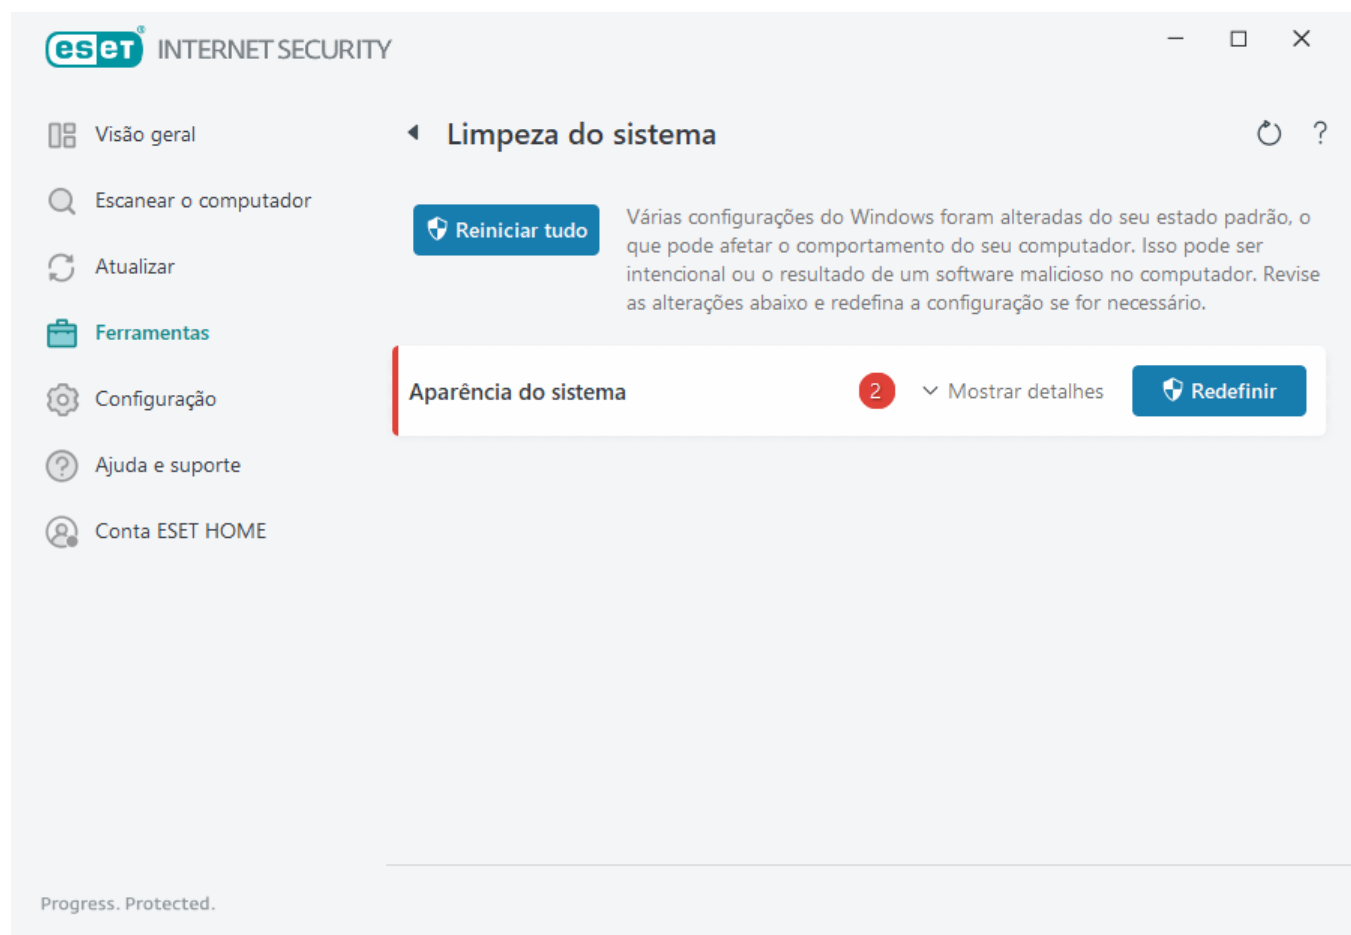 eset® INTERNET SECURITY
Visão geral
Escanear o computador
Atualizar
Ferramentas
Configuração
Ajuda e suporte
Conta ESET HOME
Limpeza do sistema
?
Reiniciar tudo
Várias configurações do Windows foram alteradas do seu estado padrão, o
que pode afetar o comportamento do seu computador. Isso pode ser
intencional ou o resultado de um software malicioso no computador. Revise
as alterações abaixo e redefina a configuração se for necessário.
Aparência do sistema 2 Mostrar detalhes Redefinir
Progress. Protected.